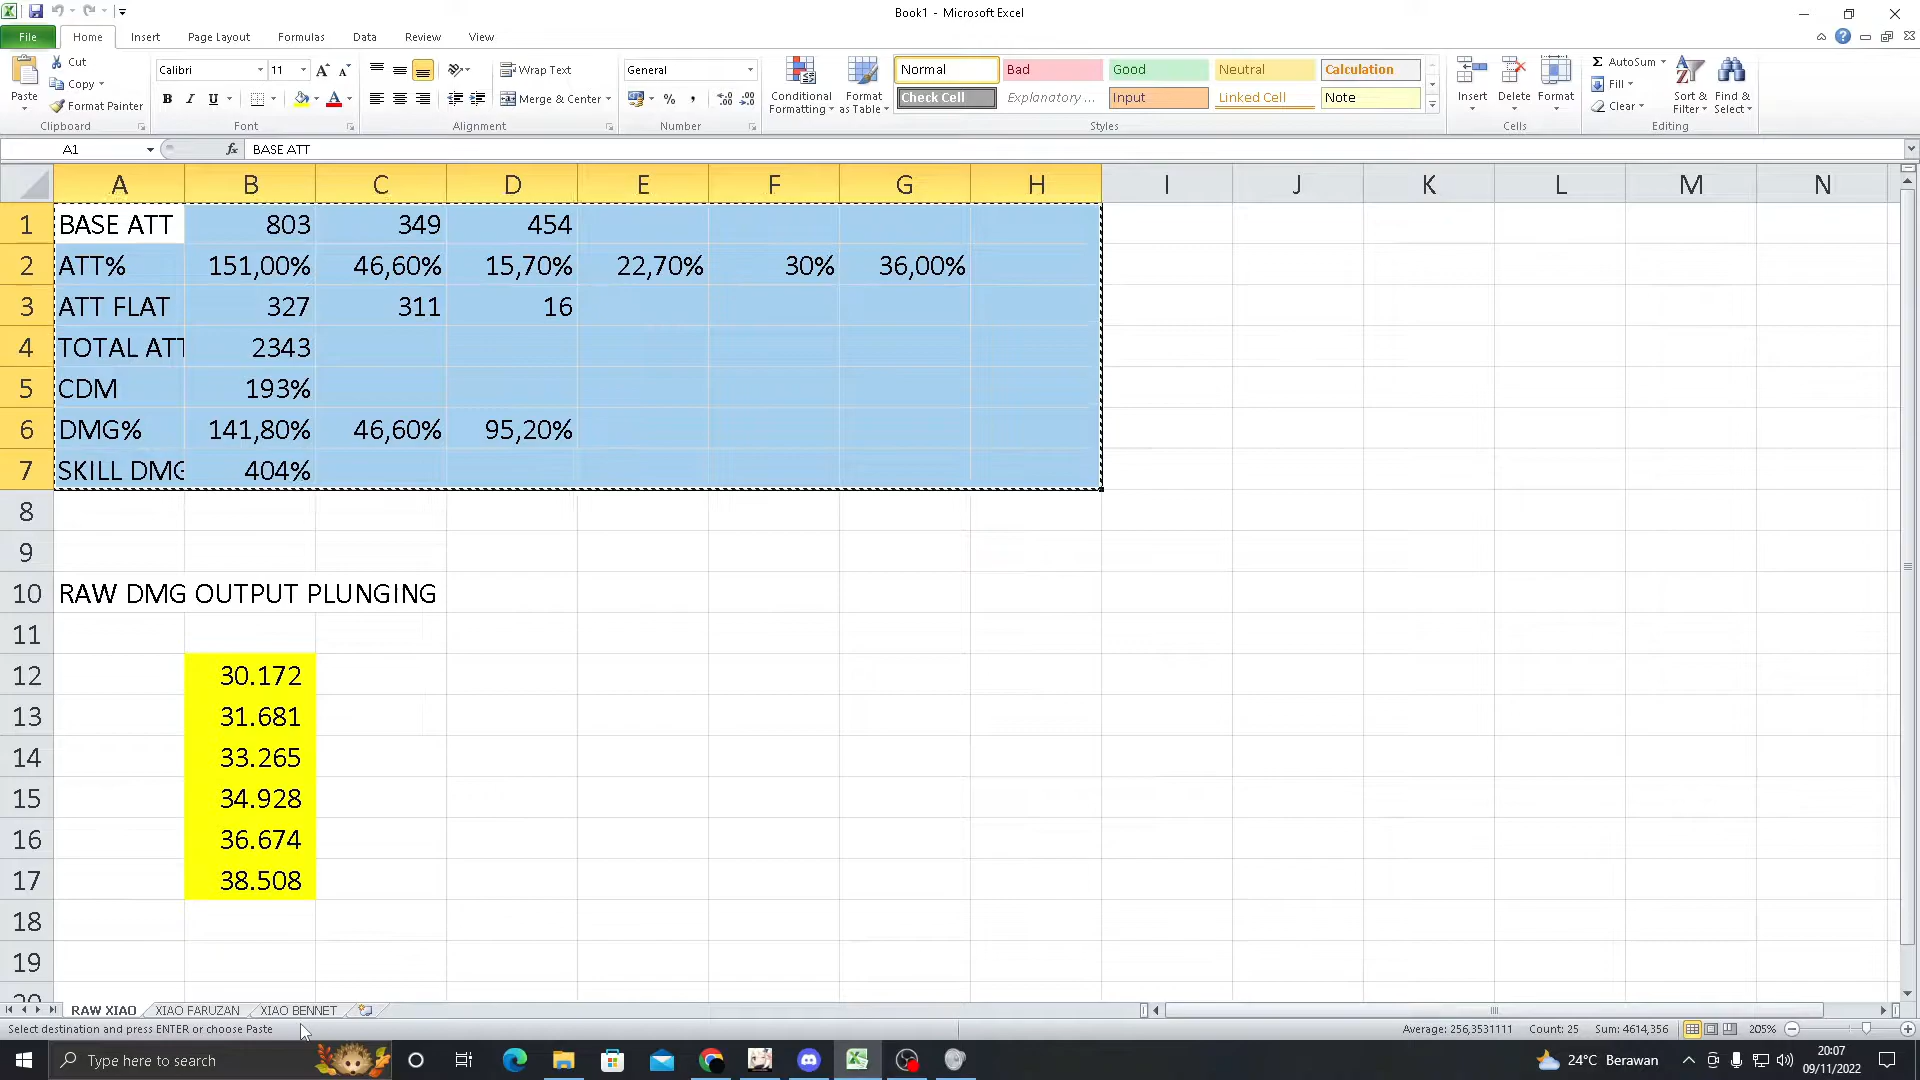 Book1 - Microsoft Excel
File Home Insert Page Layout Formulas Data Review View
Paste
Cut
Copy
Format Painter
Clipboard
Calibri 11
B I U
Font
Wrap Text
Merge & Center
Alignment
General
Number
Conditional Formatting
Format as Table
Normal Bad Good Neutral Calculation
Check Cell Explanatory ... Input Linked Cell Note
Styles
Insert Delete Format
Cells
AutoSum
Fill
Clear
Sort & Filter
Find & Select
Editing
A1 fx BASE ATT
A B C D E F G H I J K L M N
1 BASE ATT 803 349 454
2 ATT% 151,00% 46,60% 15,70% 22,70% 30% 36,00%
3 ATT FLAT 327 311 16
4 TOTAL ATT 2343
5 CDM 193%
6 DMG% 141,80% 46,60% 95,20%
7 SKILL DMG 404%
8
9
10 RAW DMG OUTPUT PLUNGING
11
12 30.172
13 31.681
14 33.265
15 34.928
16 36.674
17 38.508
18
19
20
RAW XIAO XIAO FARUZAN XIAO BENNET
Select destination and press ENTER or choose Paste Average: 256,3531111 Count: 25 Sum: 4614,356 205%
Type here to search 24°C Berawan 20:07
09/11/2022